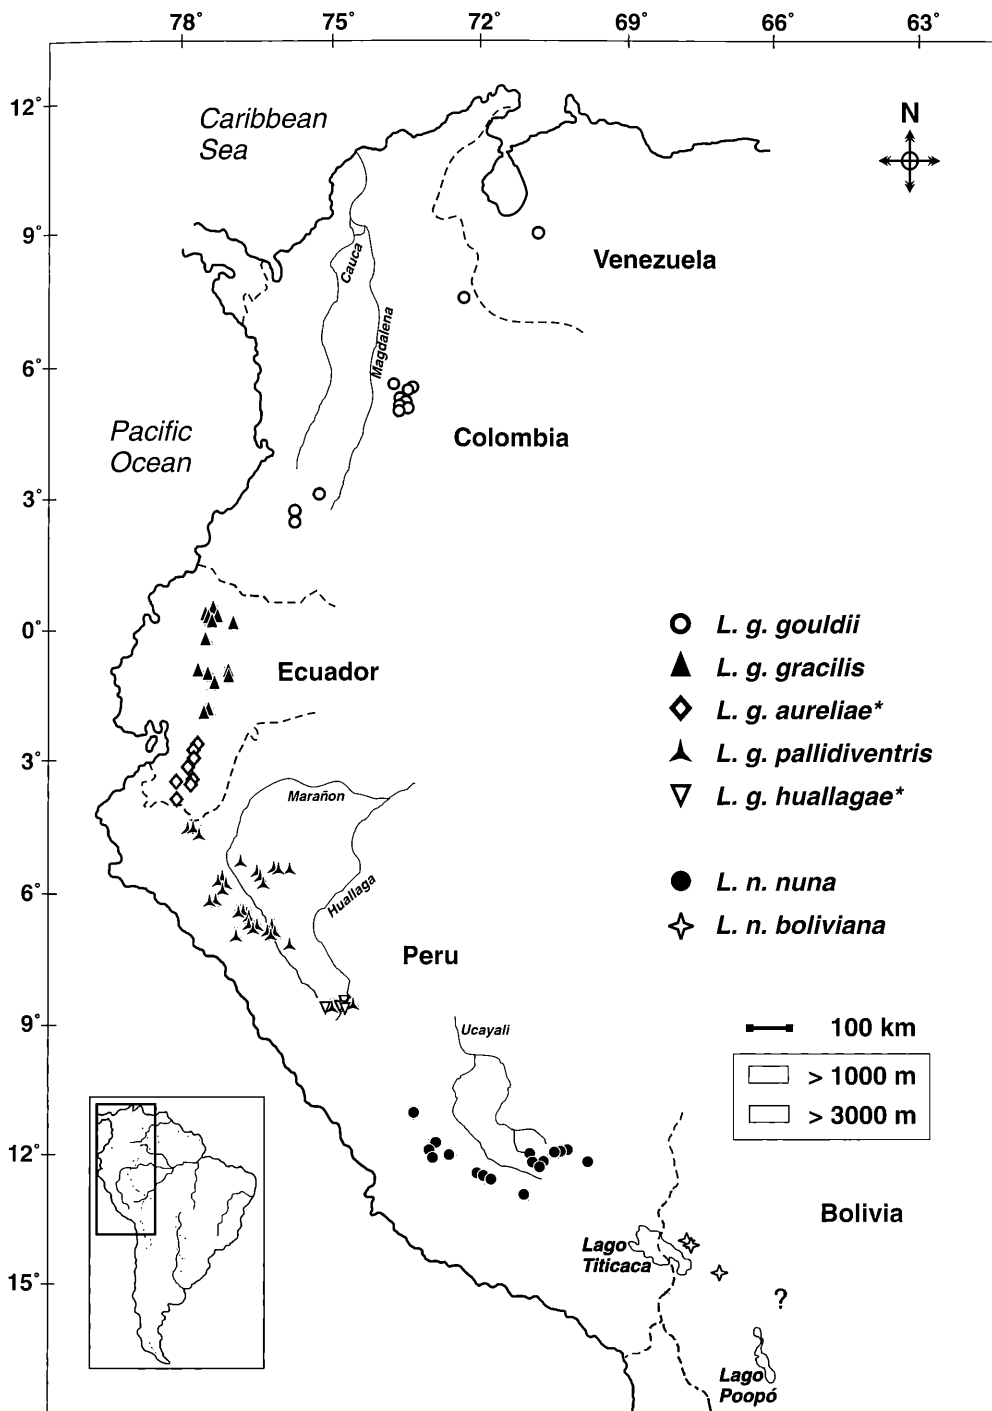 78° 75° 72° 69° 66° 63°
12°
9°
6°
3°
0°
3°
6°
9°
12°
15°
Caribbean
Sea
N
Venezuela
Cauca
Magdalena
Pacific
Ocean
Colombia
Ecuador
L. g. gouldii
L. g. gracilis
L. g. aureliae*
L. g. pallidiventris
L. g. huallagae*
L. n. nuna
L. n. boliviana
Marañon
Huallaga
Peru
Ucayali
100 km
> 1000 m
> 3000 m
Bolivia
Lago
Titicaca
?
Lago
Poopó